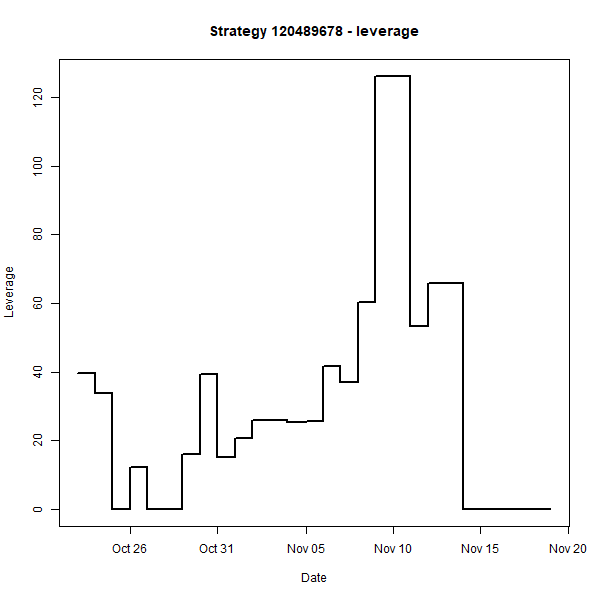 Strategy 120489678 - leverage
Leverage
120
100
80
60
40
20
0
Oct 26
Oct 31
Nov 05
Nov 10
Nov 15
Nov 20
Date